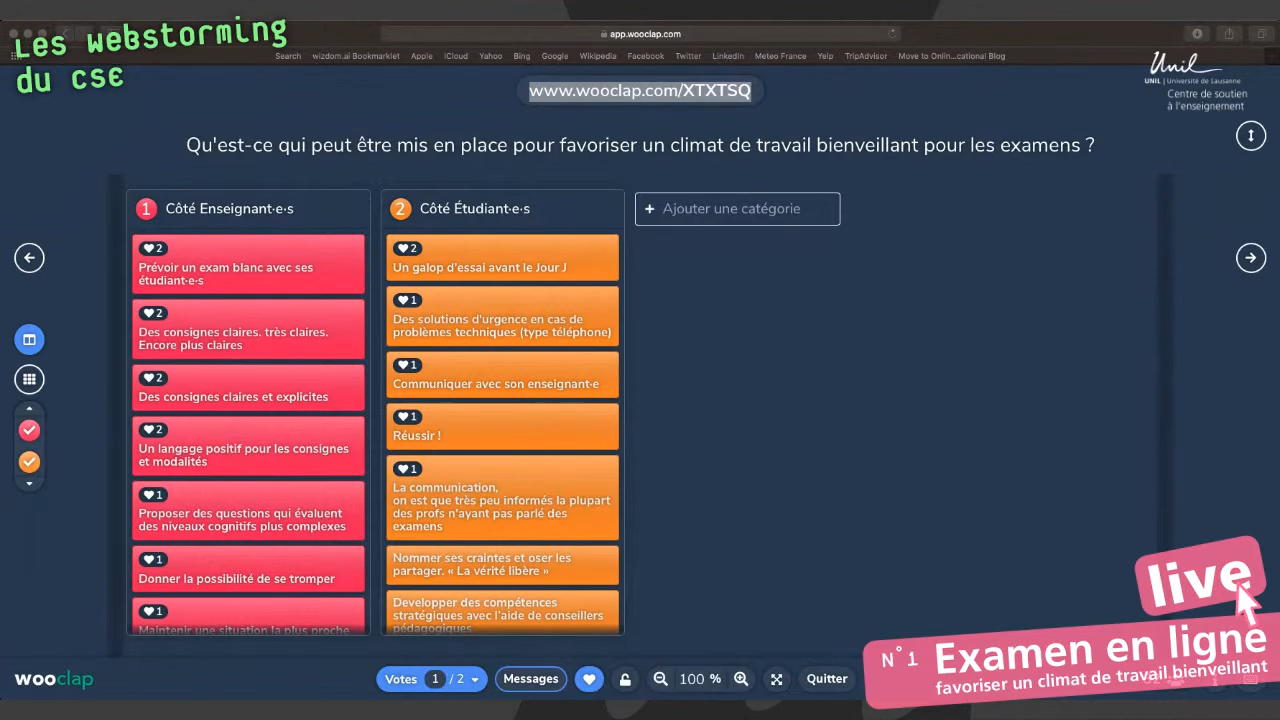 Les webstorming
du cse
app.wooclap.com
Search wizdom.ai Bookmarklet Apple iCloud Yahoo Bing Google Wikipedia Facebook Twitter LinkedIn Meteo France Yelp TripAdvisor Move to Onlin...cational Blog
Unil
UNIL | Université de Lausanne
Centre de soutien
à l'enseignement
www.wooclap.com/XTXTSQ
Qu'est-ce qui peut être mis en place pour favoriser un climat de travail bienveillant pour les examens ?
1 Côté Enseignant·e·s
2
Prévoir un exam blanc avec ses
étudiant·e·s
2
Des consignes claires. très claires.
Encore plus claires
2
Des consignes claires et explicites
2
Un langage positif pour les consignes
et modalités
1
Proposer des questions qui évaluent
des niveaux cognitifs plus complexes
1
Donner la possibilité de se tromper
1
Maintenir une situation la plus proche
2 Côté Étudiant·e·s
2
Un galop d'essai avant le Jour J
1
Des solutions d'urgence en cas de
problèmes techniques (type téléphone)
1
Communiquer avec son enseignant·e
1
Réussir !
1
La communication,
on est que très peu informés la plupart
des profs n'ayant pas parlé des
examens
Nommer ses craintes et oser les
partager. « La vérité libère »
Developper des compétences
stratégiques avec l'aide de conseillers
pédagogiques
+ Ajouter une catégorie
live
N°1 Examen en ligne
favoriser un climat de travail bienveillant
wooclap
Votes 1 / 2 Messages 100 % Quitter